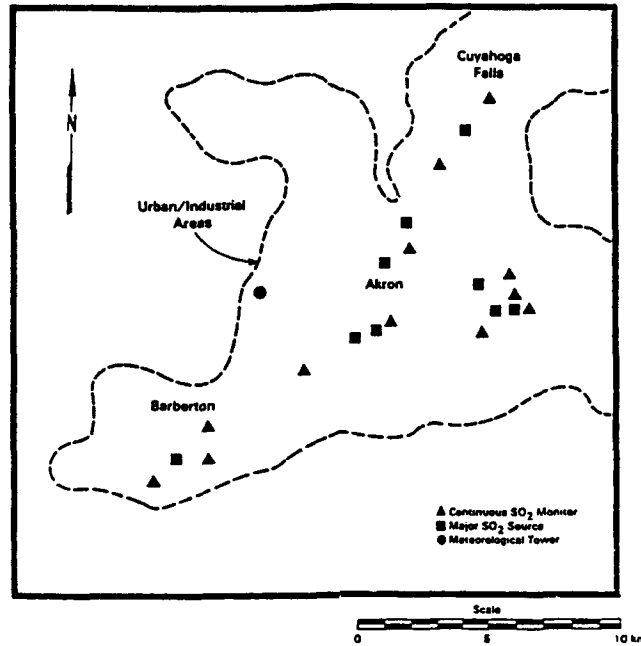 Cuyahoga
Falls
N
Urban/Industrial
Areas
Akron
Barberton
Continuous SO2 Monitor
Major SO2 Source
Meteorological Tower
Scale
0 5 10 km